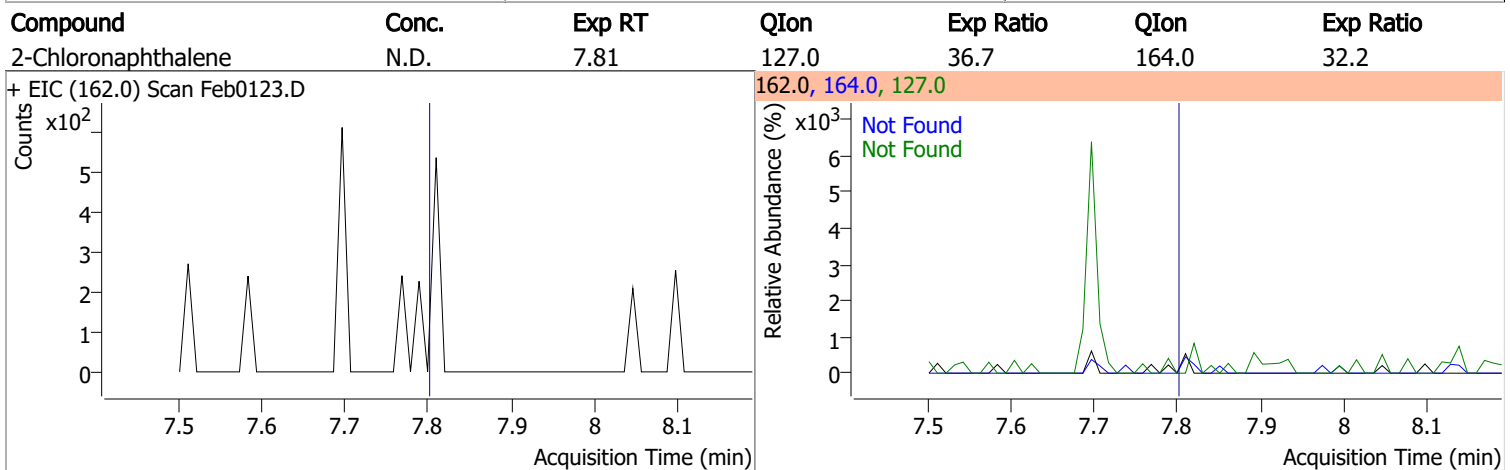 Compound Conc. Exp RT QIon Exp Ratio QIon Exp Ratio
2-Chloronaphthalene N.D. 7.81 127.0 36.7 164.0 32.2
+ EIC (162.0) Scan Feb0123.D
Counts
x10²
5
4
3
2
1
0
7.5 7.6 7.7 7.8 7.9 8 8.1
Acquisition Time (min)
162.0, 164.0, 127.0
Relative Abundance (%)
x10³
Not Found
Not Found
6
5
4
3
2
1
0
7.5 7.6 7.7 7.8 7.9 8 8.1
Acquisition Time (min)